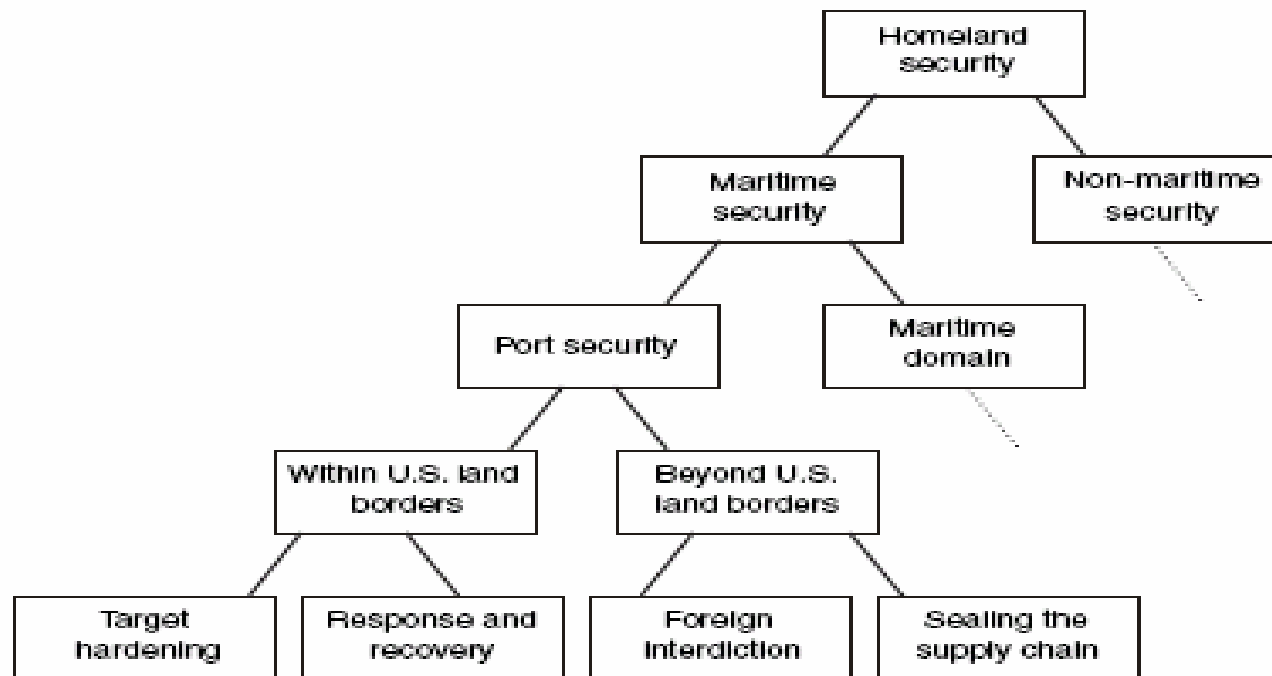 Homeland
security
Maritime
security
Non-maritime
security
Port security
Maritime
domain
Within U.S. land
borders
Beyond U.S.
land borders
Target
hardening
Response and
recovery
Foreign
interdiction
Sealing the
supply chain